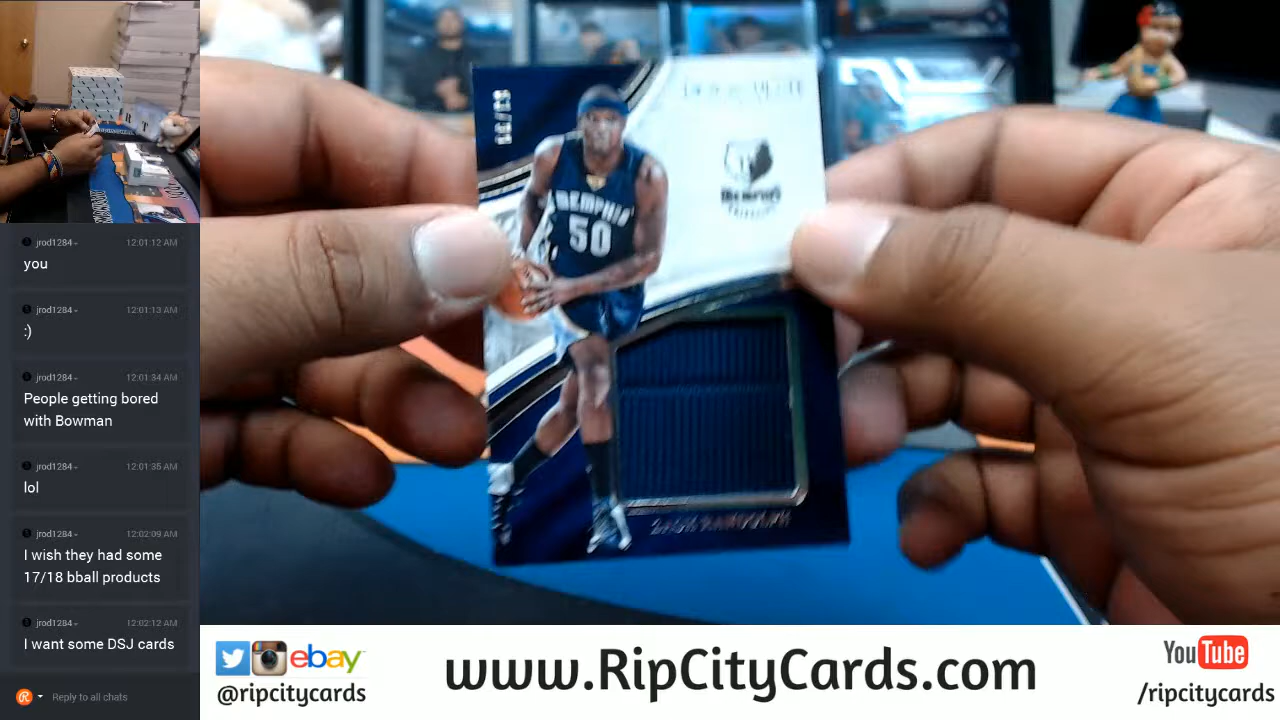 jrod1284
12:01:12 AM
you
jrod1284
12:01:13 AM
:)
jrod1284
12:01:34 AM
People getting bored
with Bowman
jrod1284
12:01:35 AM
lol
jrod1284
12:02:09 AM
I wish they had some
17/18 bball products
jrod1284
12:02:12 AM
I want some DSJ cards
Reply to all chats
MEMPHIS
50
ZACH RANDOLPH
ebay
@ripcitycards
www.RipCityCards.com
YouTube
/ripcitycards